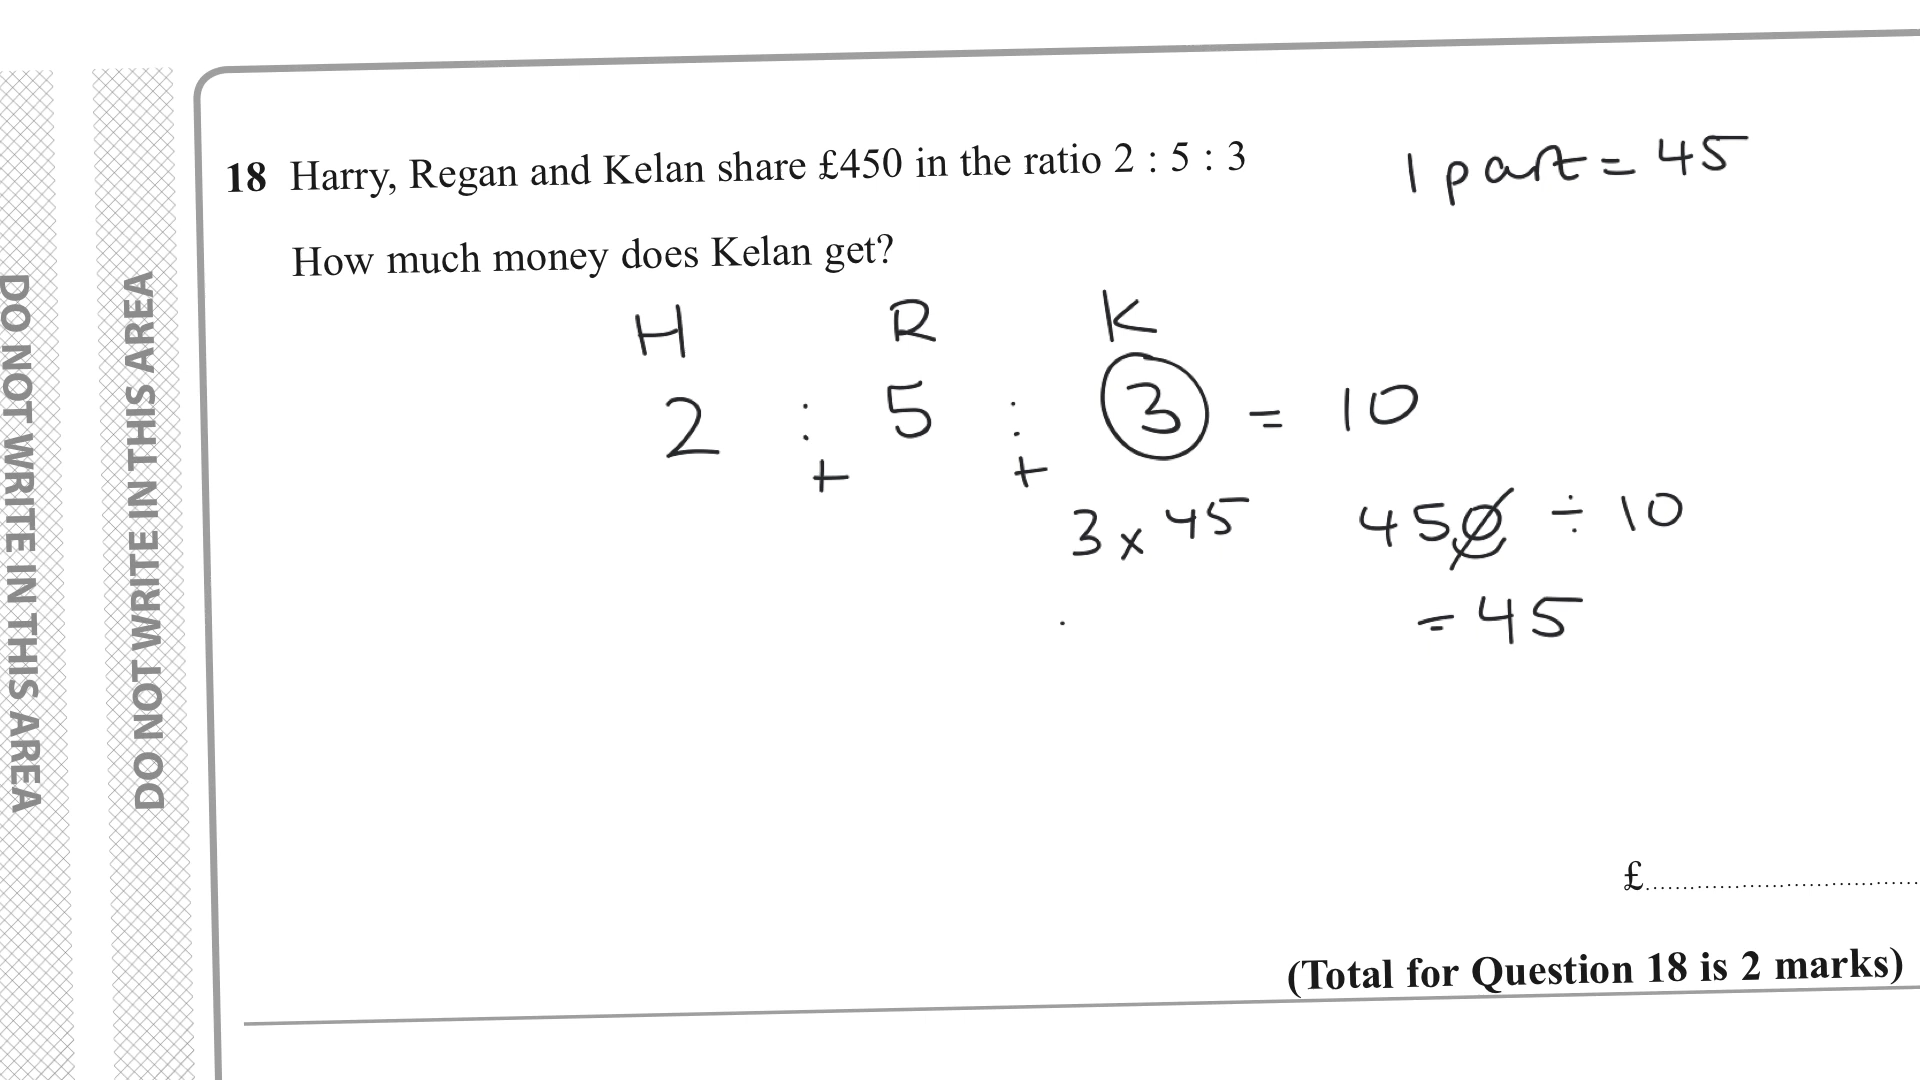 DO NOT WRITE IN THIS AREA
DO NOT WRITE IN THIS AREA
18 Harry, Regan and Kelan share £450 in the ratio 2 : 5 : 3
1 part = 45
How much money does Kelan get?
H R K
2 : 5 : 3 = 10
+ +
3 x 45
450 ÷ 10
= 45
£
(Total for Question 18 is 2 marks)